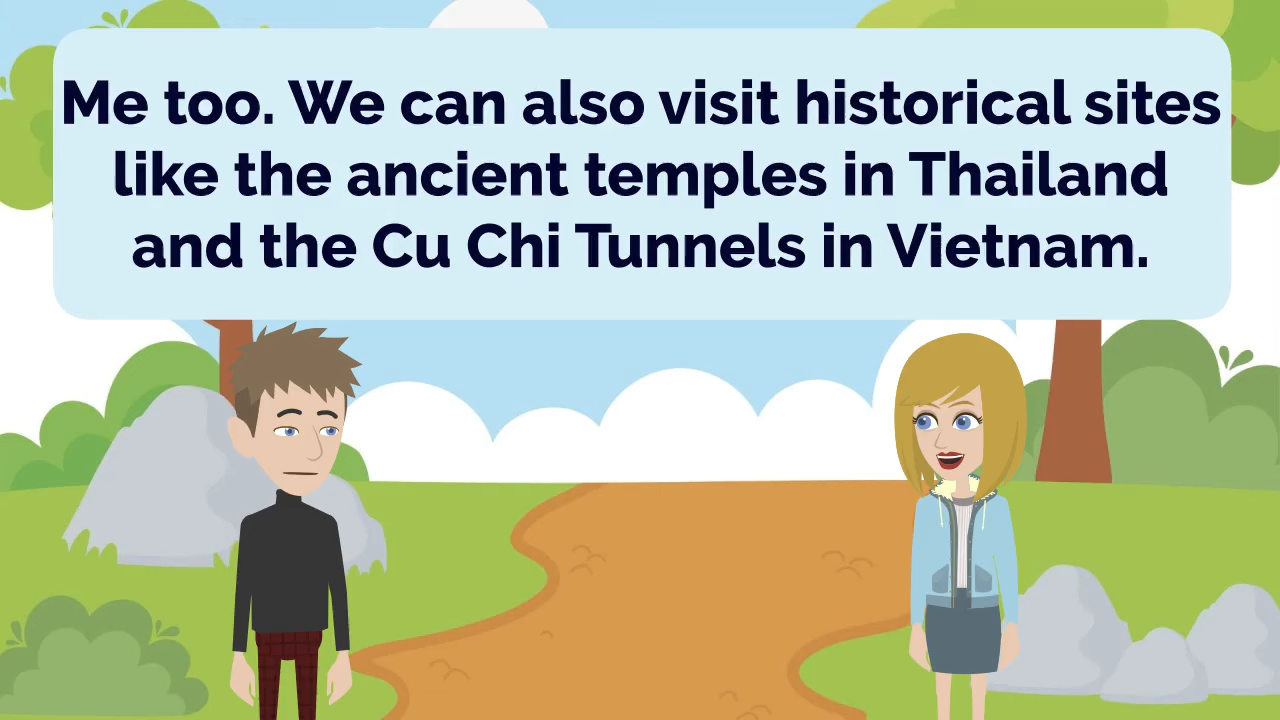 Me too. We can also visit historical sites
like the ancient temples in Thailand
and the Cu Chi Tunnels in Vietnam.